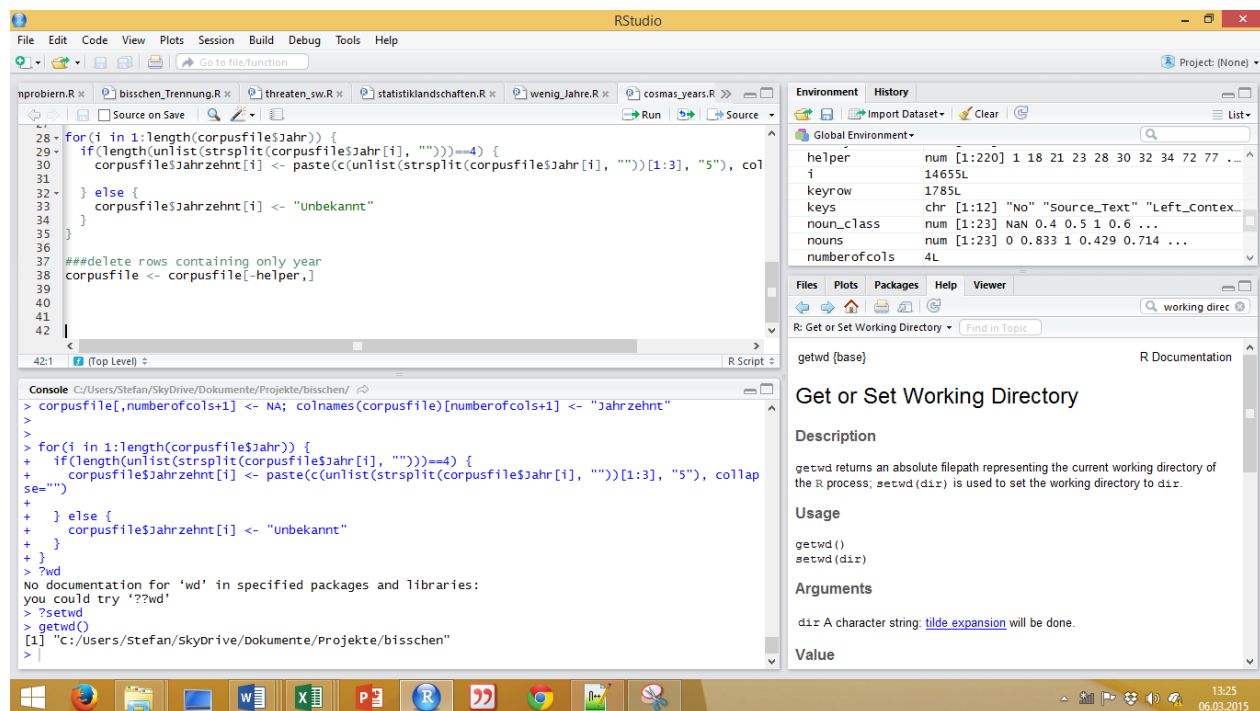 RStudio
File Edit Code View Plots Session Build Debug Tools Help
Go to file/function
Project: (None)
nprobiern.R bisschen_Trennung.R threaten_sw.R statistiklandschaften.R wenig_Jahre.R cosmas_years.R
Source on Save Run Source
28 for(i in 1:length(corpusfile$Jahr)) {
29 if(length(unlist(strsplit(corpusfile$Jahr[i], "")))==4) {
30 corpusfile$Jahrzehnt[i] <- paste(c(unlist(strsplit(corpusfile$Jahr[i], ""))[1:3], "5"), col
31
32 } else {
33 corpusfile$Jahrzehnt[i] <- "Unbekannt"
34 }
35 }
36
37 ###delete rows containing only year
38 corpusfile <- corpusfile[-helper,]
39
40
41
42
42:1 (Top Level) R Script
Console C:/Users/Stefan/SkyDrive/Dokumente/Projekte/bisschen/
> corpusfile[,numberofcols+1] <- NA; colnames(corpusfile)[numberofcols+1] <- "Jahrzehnt"
>
>
> for(i in 1:length(corpusfile$Jahr)) {
+ if(length(unlist(strsplit(corpusfile$Jahr[i], "")))==4) {
+ corpusfile$Jahrzehnt[i] <- paste(c(unlist(strsplit(corpusfile$Jahr[i], ""))[1:3], "5"), collap
se="")
+
+ } else {
+ corpusfile$Jahrzehnt[i] <- "Unbekannt"
+ }
+ }
> ?wd
No documentation for ‘wd’ in specified packages and libraries:
you could try ‘??wd’
> ?setwd
> getwd()
[1] "C:/Users/Stefan/SkyDrive/Dokumente/Projekte/bisschen"
>
Environment History
Import Dataset Clear List
Global Environment
helper num [1:220] 1 18 21 23 28 30 32 34 72 77 ...
i 14655L
keyrow 1785L
keys chr [1:12] "No" "Source_Text" "Left_Contex…
noun_class num [1:23] NaN 0.4 0.5 1 0.6 ...
nouns num [1:23] 0 0.833 1 0.429 0.714 ...
numberofcols 4L
Files Plots Packages Help Viewer
working direc
R: Get or Set Working Directory Find in Topic
getwd {base} R Documentation
Get or Set Working Directory
Description
getwd returns an absolute filepath representing the current working directory of
the R process; setwd(dir) is used to set the working directory to dir.
Usage
getwd()
setwd(dir)
Arguments
dir A character string: tilde expansion will be done.
Value
13:25
06.03.2015